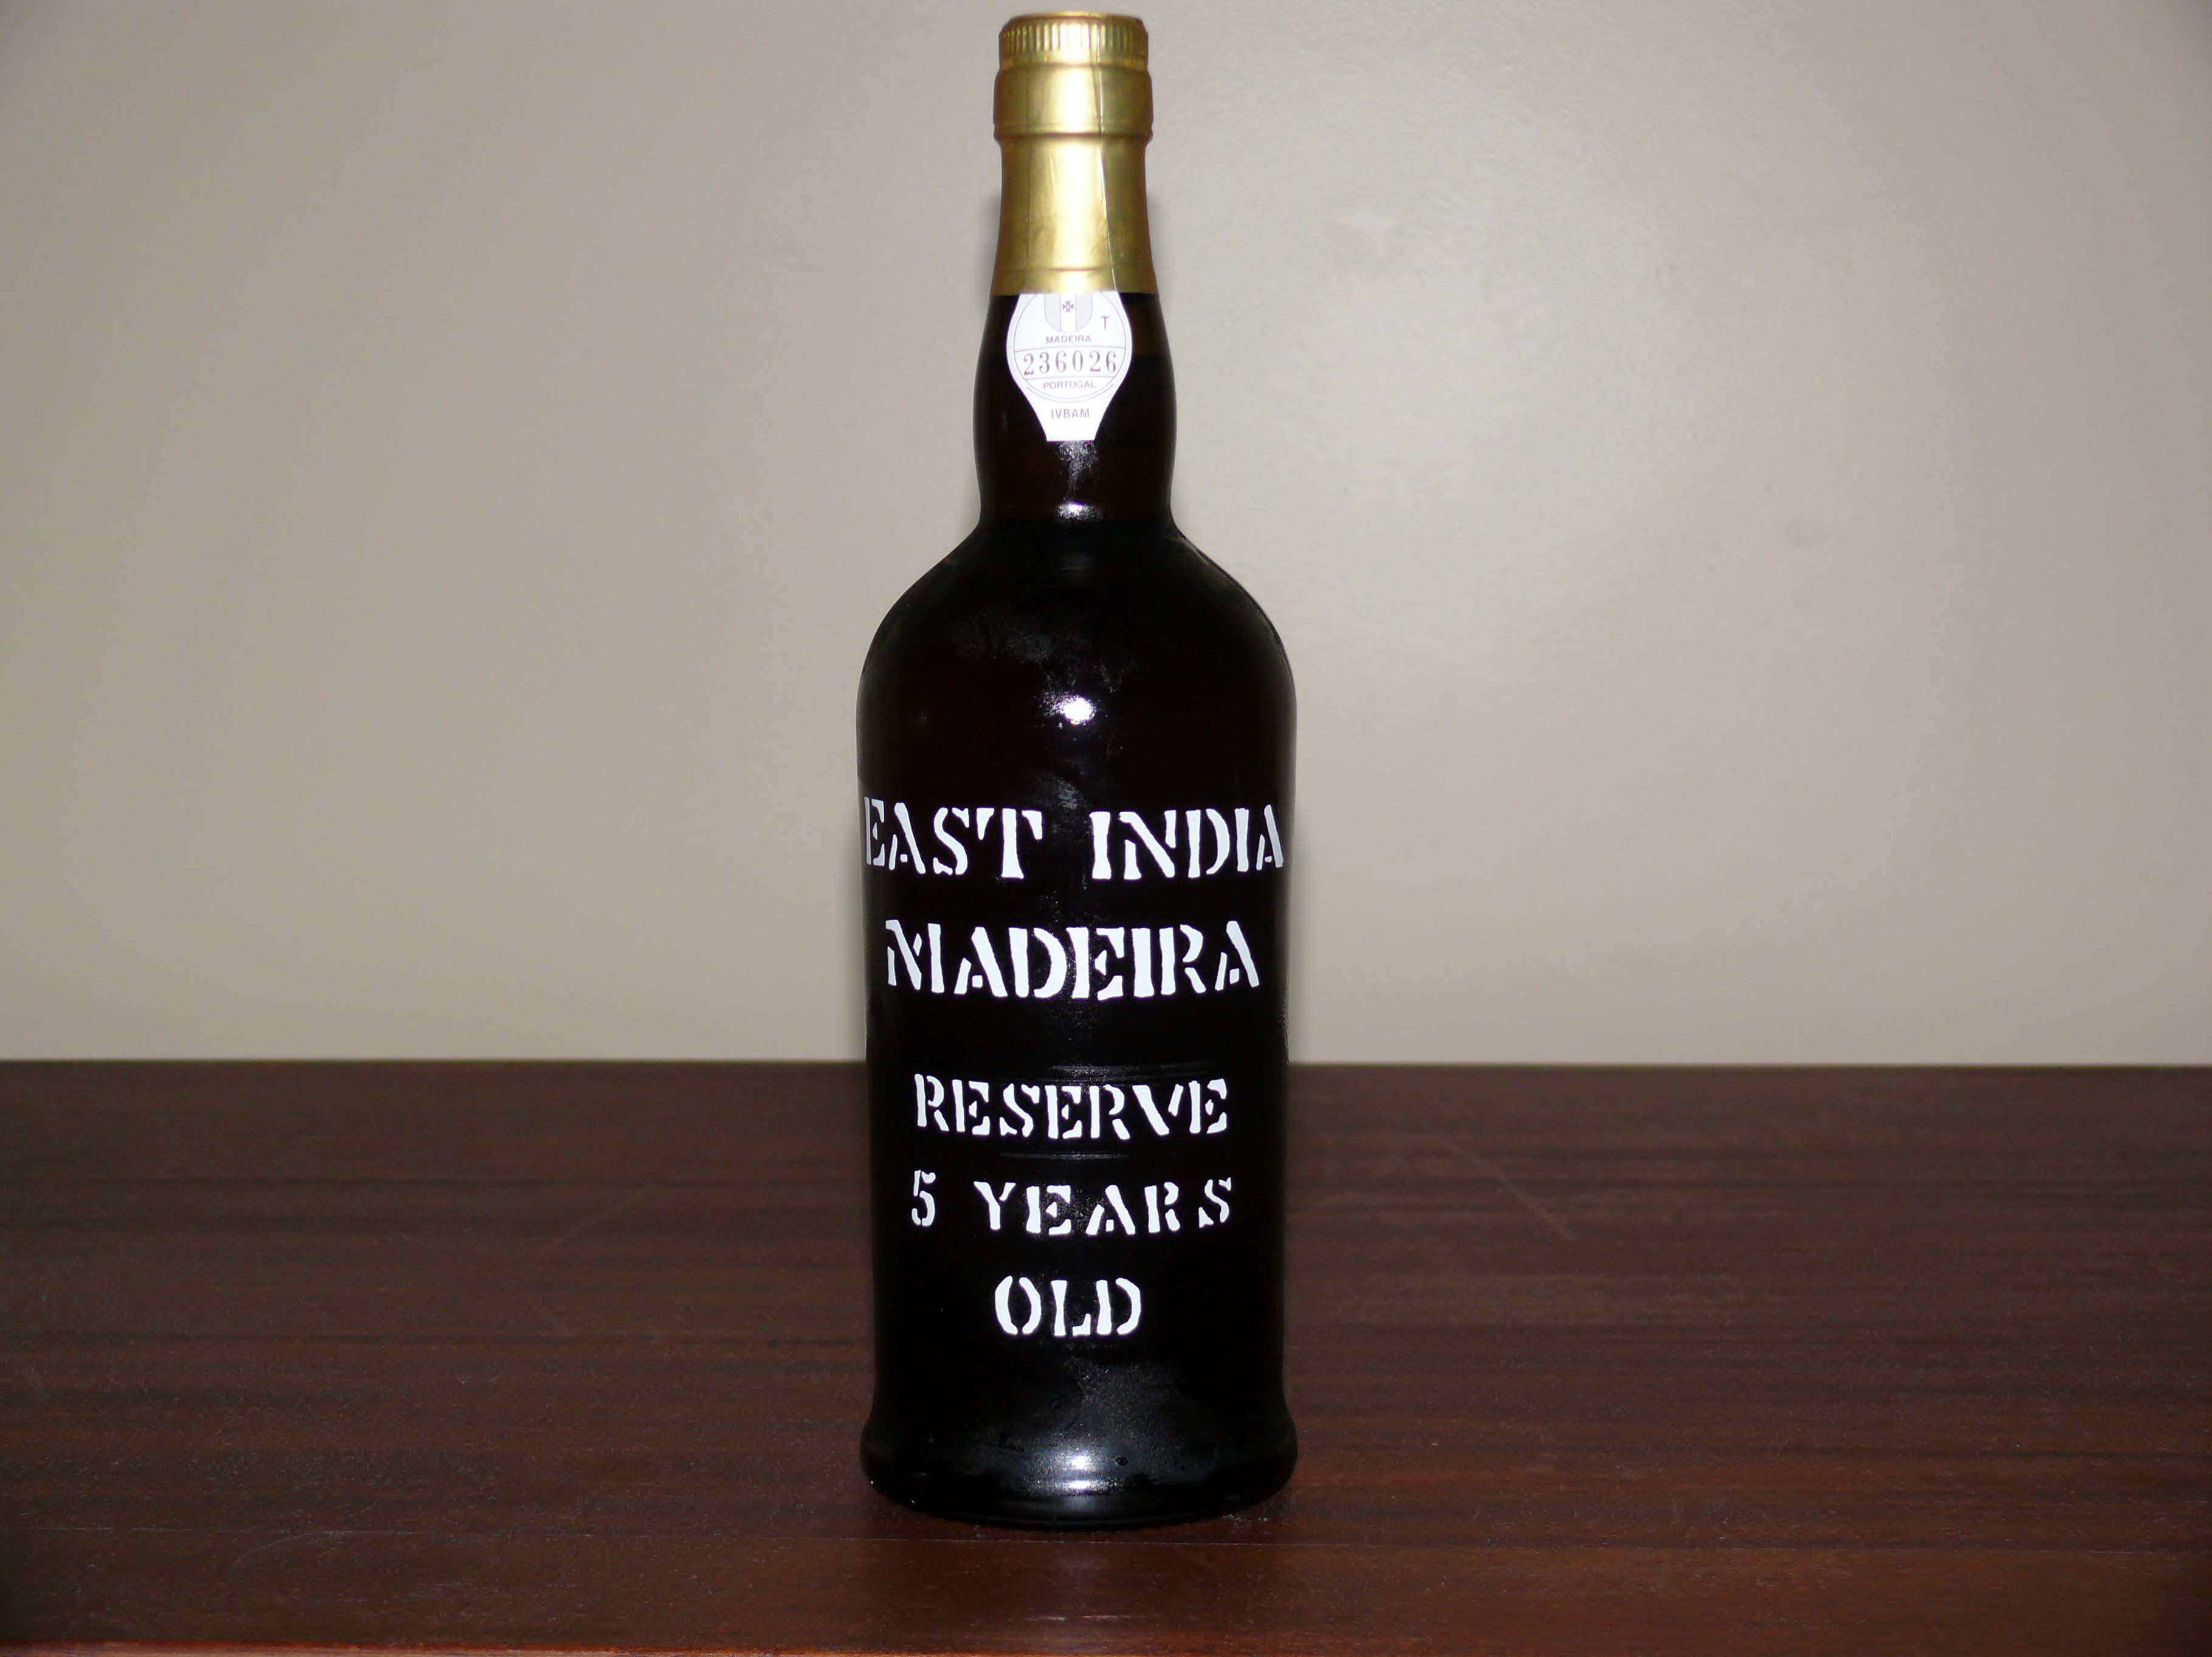 T
MADEIRA
236026
PORTUGAL
IVBAM
EAST INDIA
MADEIRA
RESERVE
5 YEARS
OLD